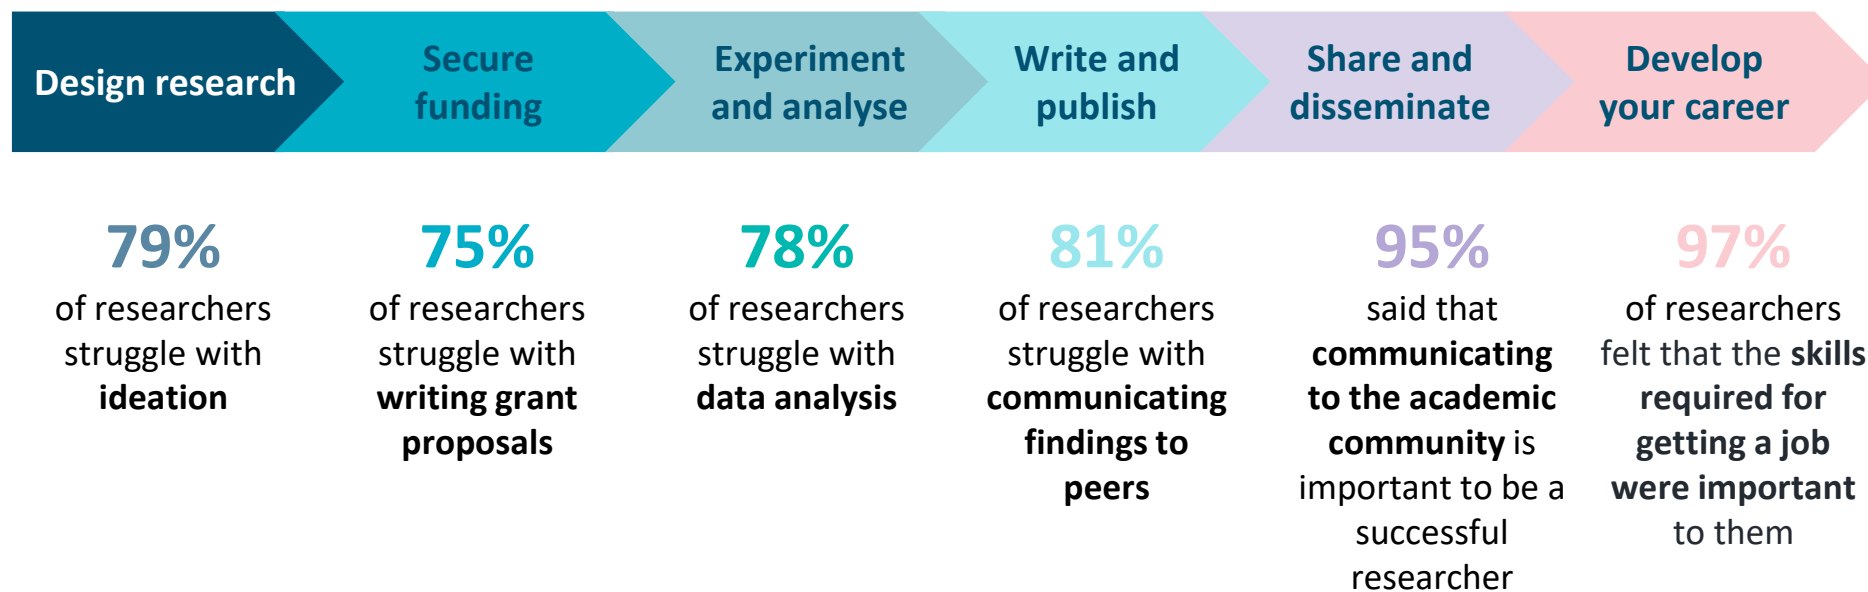 Design research
Secure
funding
Experiment
and analyse
Write and
publish
Share and
disseminate
Develop
your career
79%
of researchers
struggle with
ideation
75%
of researchers
struggle with
writing grant
proposals
78%
of researchers
struggle with
data analysis
81%
of researchers
struggle with
communicating
findings to
peers
95%
said that
communicating
to the academic
community is
important to be a
successful
researcher
97%
of researchers
felt that the skills
required for
getting a job
were important
to them